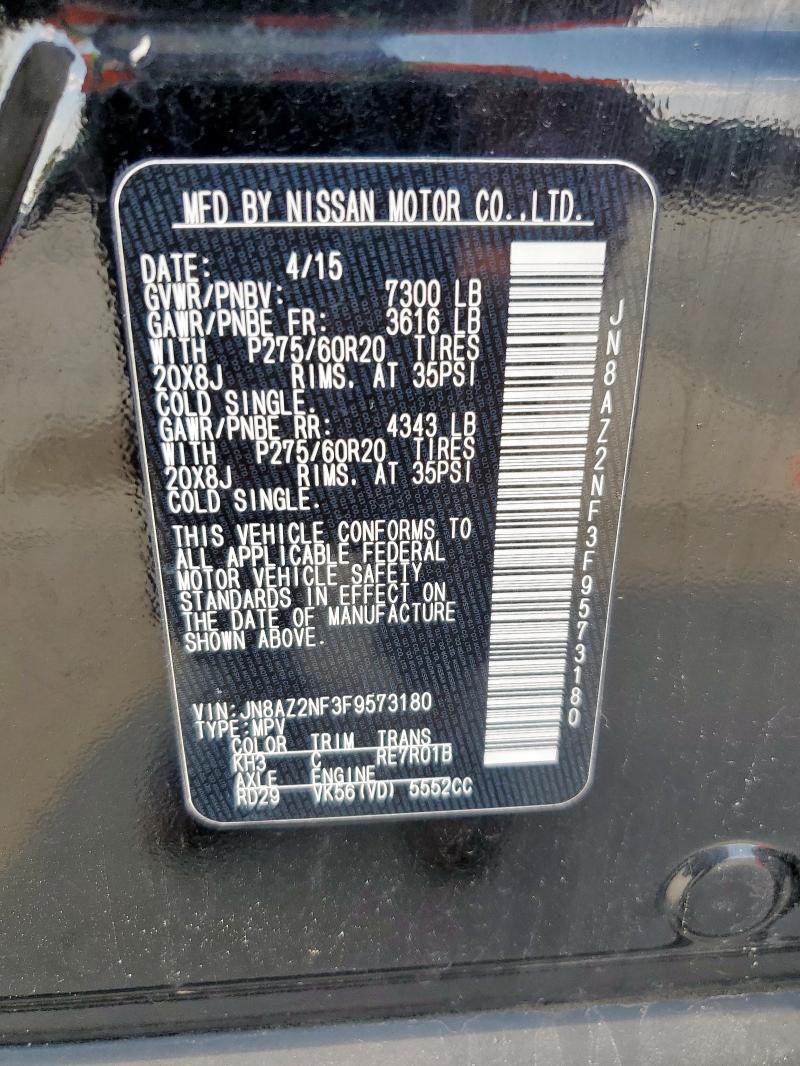 MFD BY NISSAN MOTOR CO.,LTD.
DATE: 4/15
GVWR/PNBV: 7300 LB
GAWR/PNBE FR: 3616 LB
WITH P275/60R20 TIRES
20X8J RIMS. AT 35PSI
COLD SINGLE.
GAWR/PNBE RR: 4343 LB
WITH P275/60R20 TIRES
20X8J RIMS. AT 35PSI
COLD SINGLE.
THIS VEHICLE CONFORMS TO
ALL APPLICABLE FEDERAL
MOTOR VEHICLE SAFETY
STANDARDS IN EFFECT ON
THE DATE OF MANUFACTURE
SHOWN ABOVE.
VIN:JN8AZ2NF3F9573180
TYPE:MPV
COLOR TRIM TRANS
KH3 C RE7R01B
AXLE ENGINE
RD29 VK56(VD) 5552CC
JN8AZ2NF3F9573180